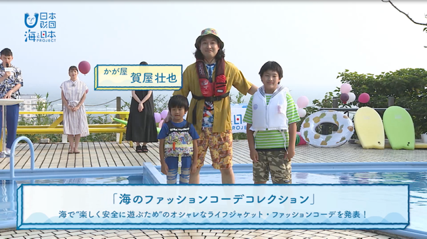 日本財団
海と日本
PROJECT
かが屋
賀屋壮也
「海のファッションコーデコレクション」
海で“楽しく安全に遊ぶため”のオシャレなライフジャケット・ファッションコーデを発表！